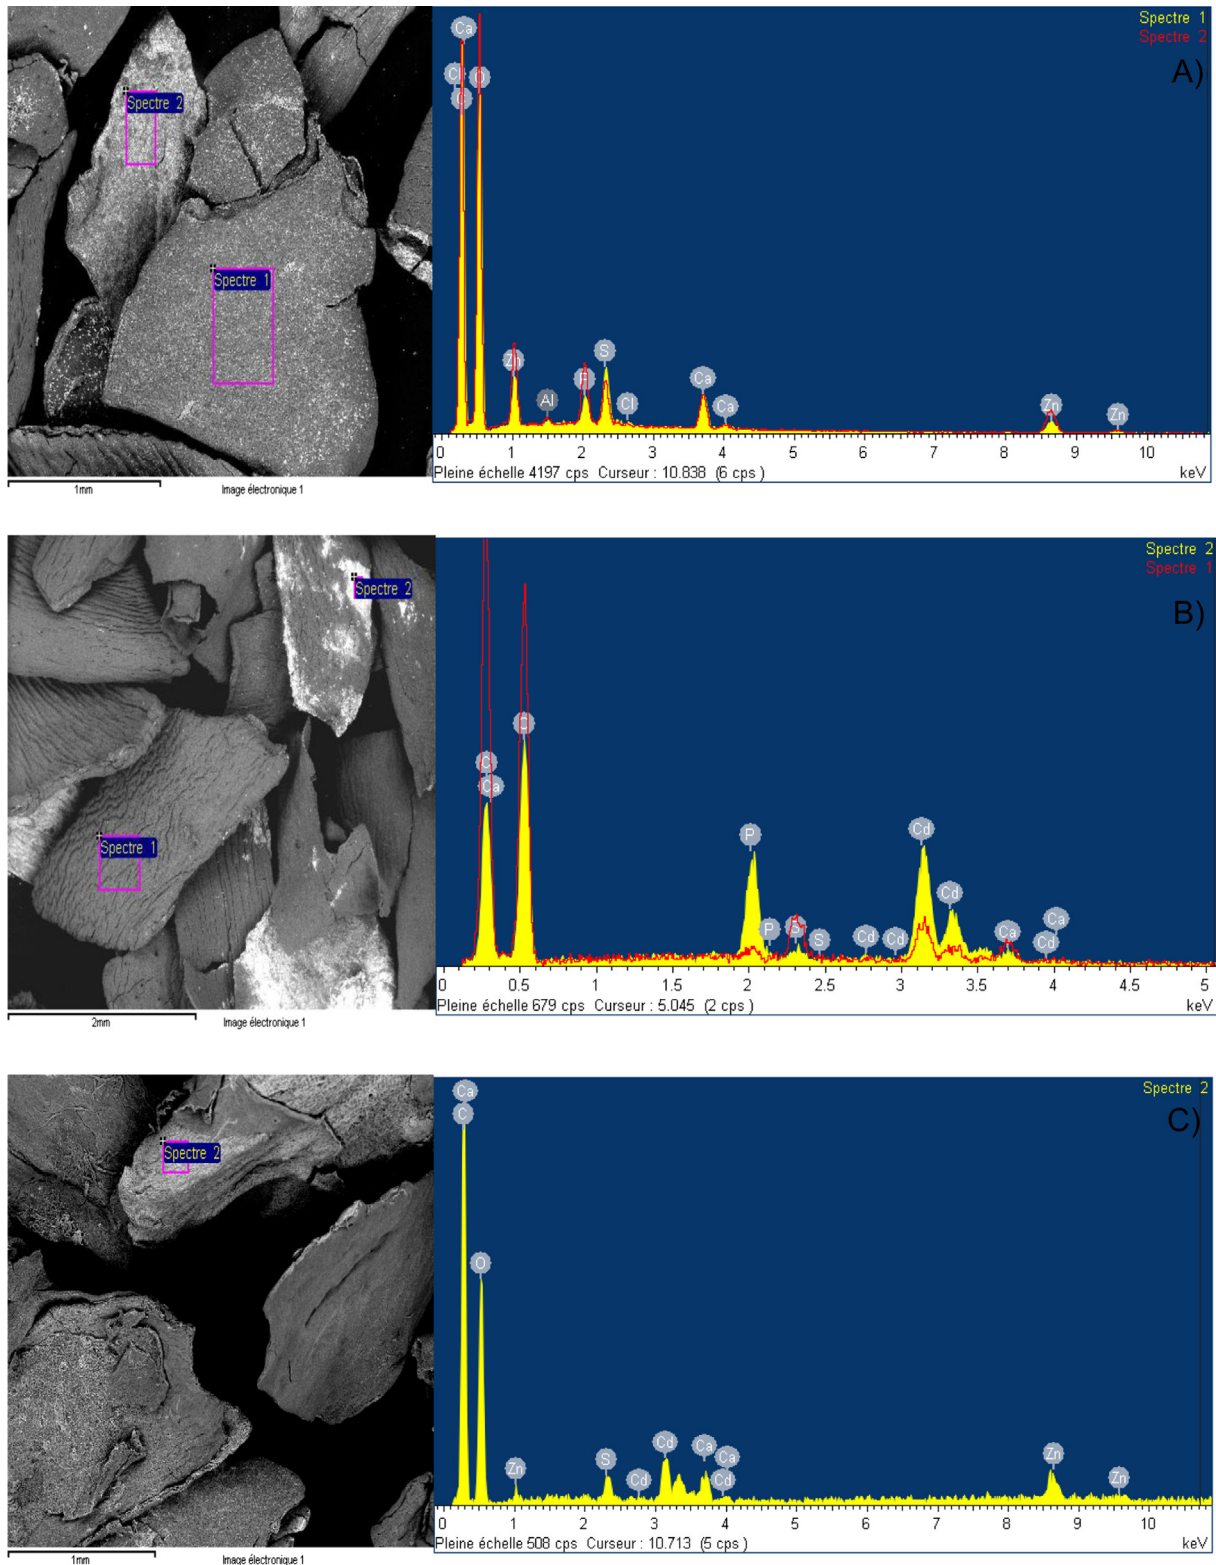 Spectre 1
Spectre 2
A)
Spectre 2
Spectre 1
Ca
Cl
O
C
Zn
Al
P
S
Cl
Ca
Ca
Zn
Zn
0 1 2 3 4 5 6 7 8 9 10
Pleine échelle 4197 cps Curseur : 10.838 (6 cps )
keV
1mm
Image électronique 1
Spectre 2
Spectre 1
B)
Spectre 2
Spectre 1
C
Ca
O
P
P
S
S
Cd
Cd
Cd
Cd
Ca
Ca
Cd
0 0.5 1 1.5 2 2.5 3 3.5 4 4.5 5
Pleine échelle 679 cps Curseur : 5.045 (2 cps )
keV
2mm
Image électronique 1
Spectre 2
C)
Spectre 2
Ca
C
O
Zn
S
Cd
Cd
Ca
Ca
Cd
Zn
Zn
0 1 2 3 4 5 6 7 8 9 10
Pleine échelle 508 cps Curseur : 10.713 (5 cps )
keV
1mm
Image électronique 1